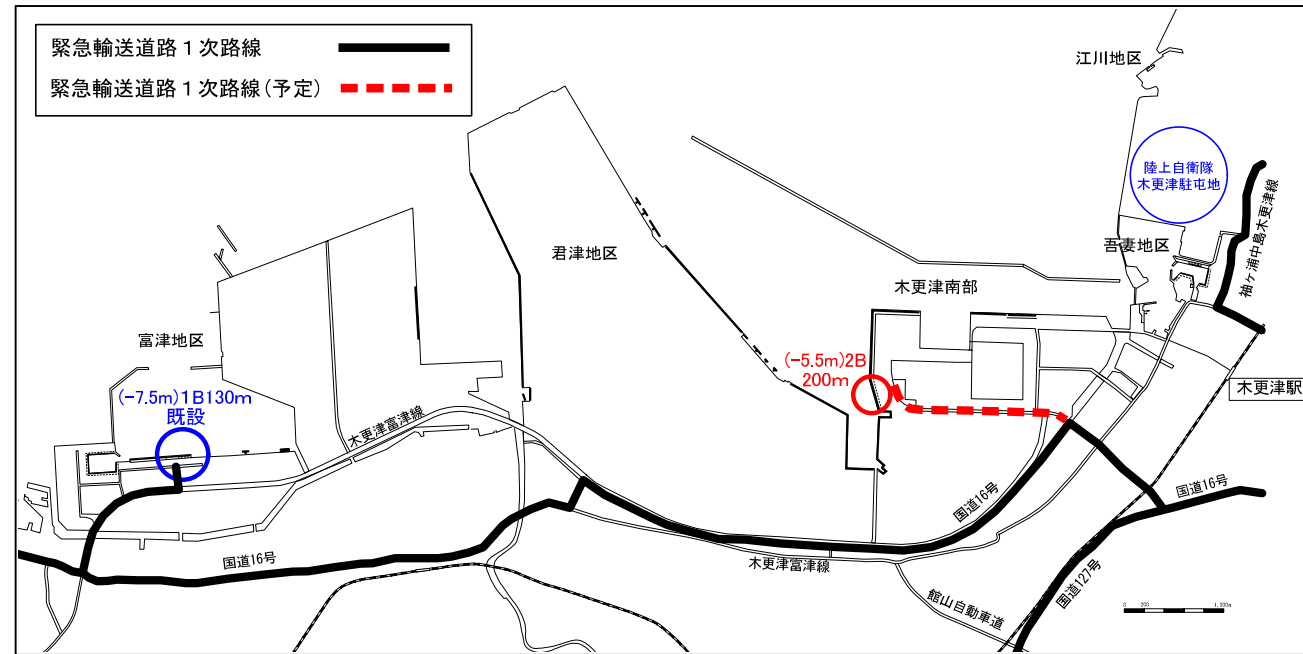 緊急輸送道路１次路線
緊急輸送道路１次路線(予定)
江川地区
陸上自衛隊
木更津駐屯地
袖ヶ浦中島木更津線
吾妻地区
君津地区
木更津南部
富津地区
(-7.5m)1B130m
既設
(-5.5m)2B
200m
木更津駅
木更津富津線
国道16号
国道16号
国道16号
木更津富津線
国道127号
館山自動車道
0 200 1,000m